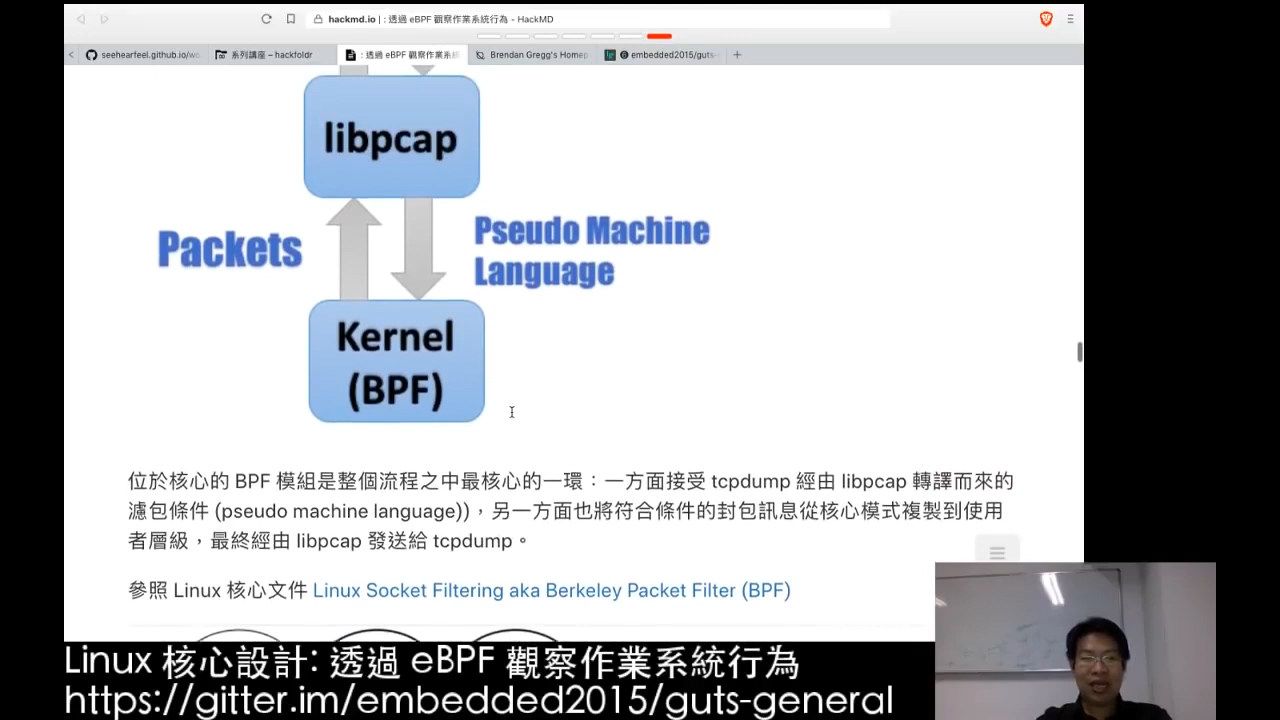 hackmd.io | : 透過 eBPF 觀察作業系統行為 - HackMD
seehearfeel.github.io/wo
系列講座 – hackfoldr
: 透過 eBPF 觀察作業系統
Brendan Gregg's Homep
embedded2015/guts-
libpcap
Packets
Pseudo Machine
Language
Kernel
(BPF)
位於核心的 BPF 模組是整個流程之中最核心的一環：一方面接受 tcpdump 經由 libpcap 轉譯而來的
濾包條件 (pseudo machine language))，另一方面也將符合條件的封包訊息從核心模式複製到使用
者層級，最終經由 libpcap 發送給 tcpdump。
參照 Linux 核心文件 Linux Socket Filtering aka Berkeley Packet Filter (BPF)
Linux 核心設計: 透過 eBPF 觀察作業系統行為
https://gitter.im/embedded2015/guts-general